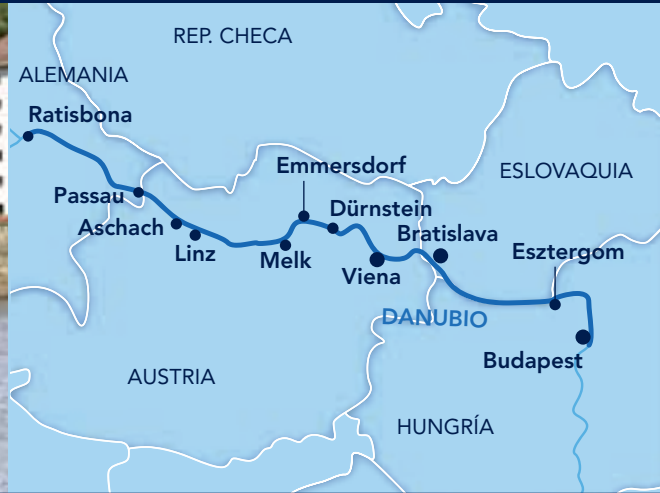 REP. CHECA
ALEMANIA
Ratisbona
Emmersdorf
ESLOVAQUIA
Passau
Dürnstein
Aschach
Bratislava
Linz
Melk
Esztergom
Viena
DANUBIO
Budapest
AUSTRIA
HUNGRÍA